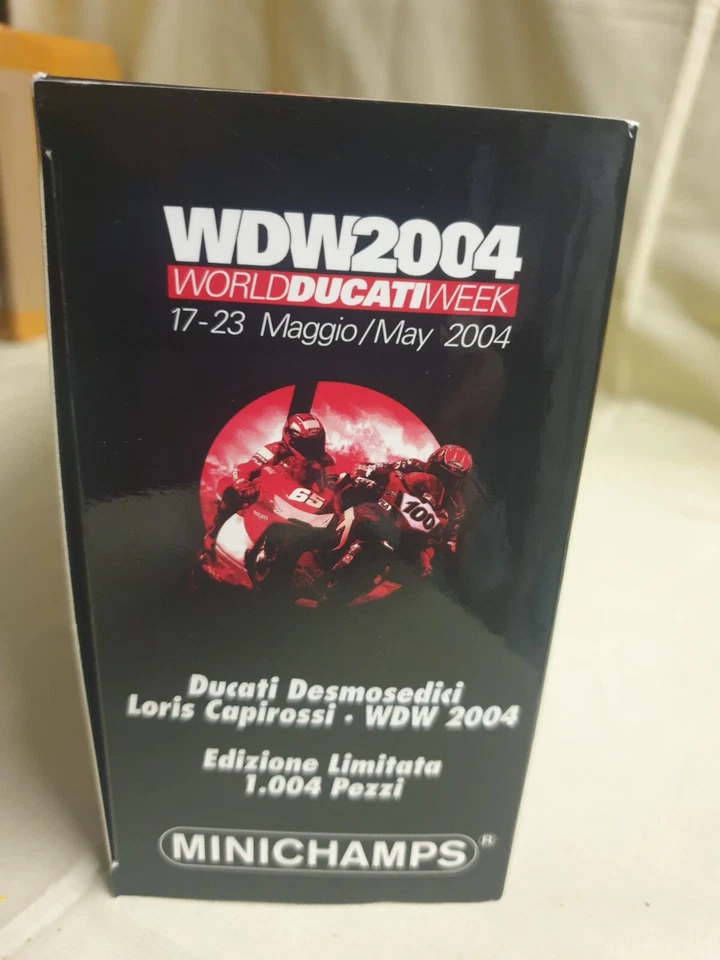 WDW2004
WORLDDUCATIWEEK
17-23 Maggio/May 2004
65
100
Ducati Desmosedici
Loris Capirossi · WDW 2004
Edizione Limitata
1.004 Pezzi
MINICHAMPS®